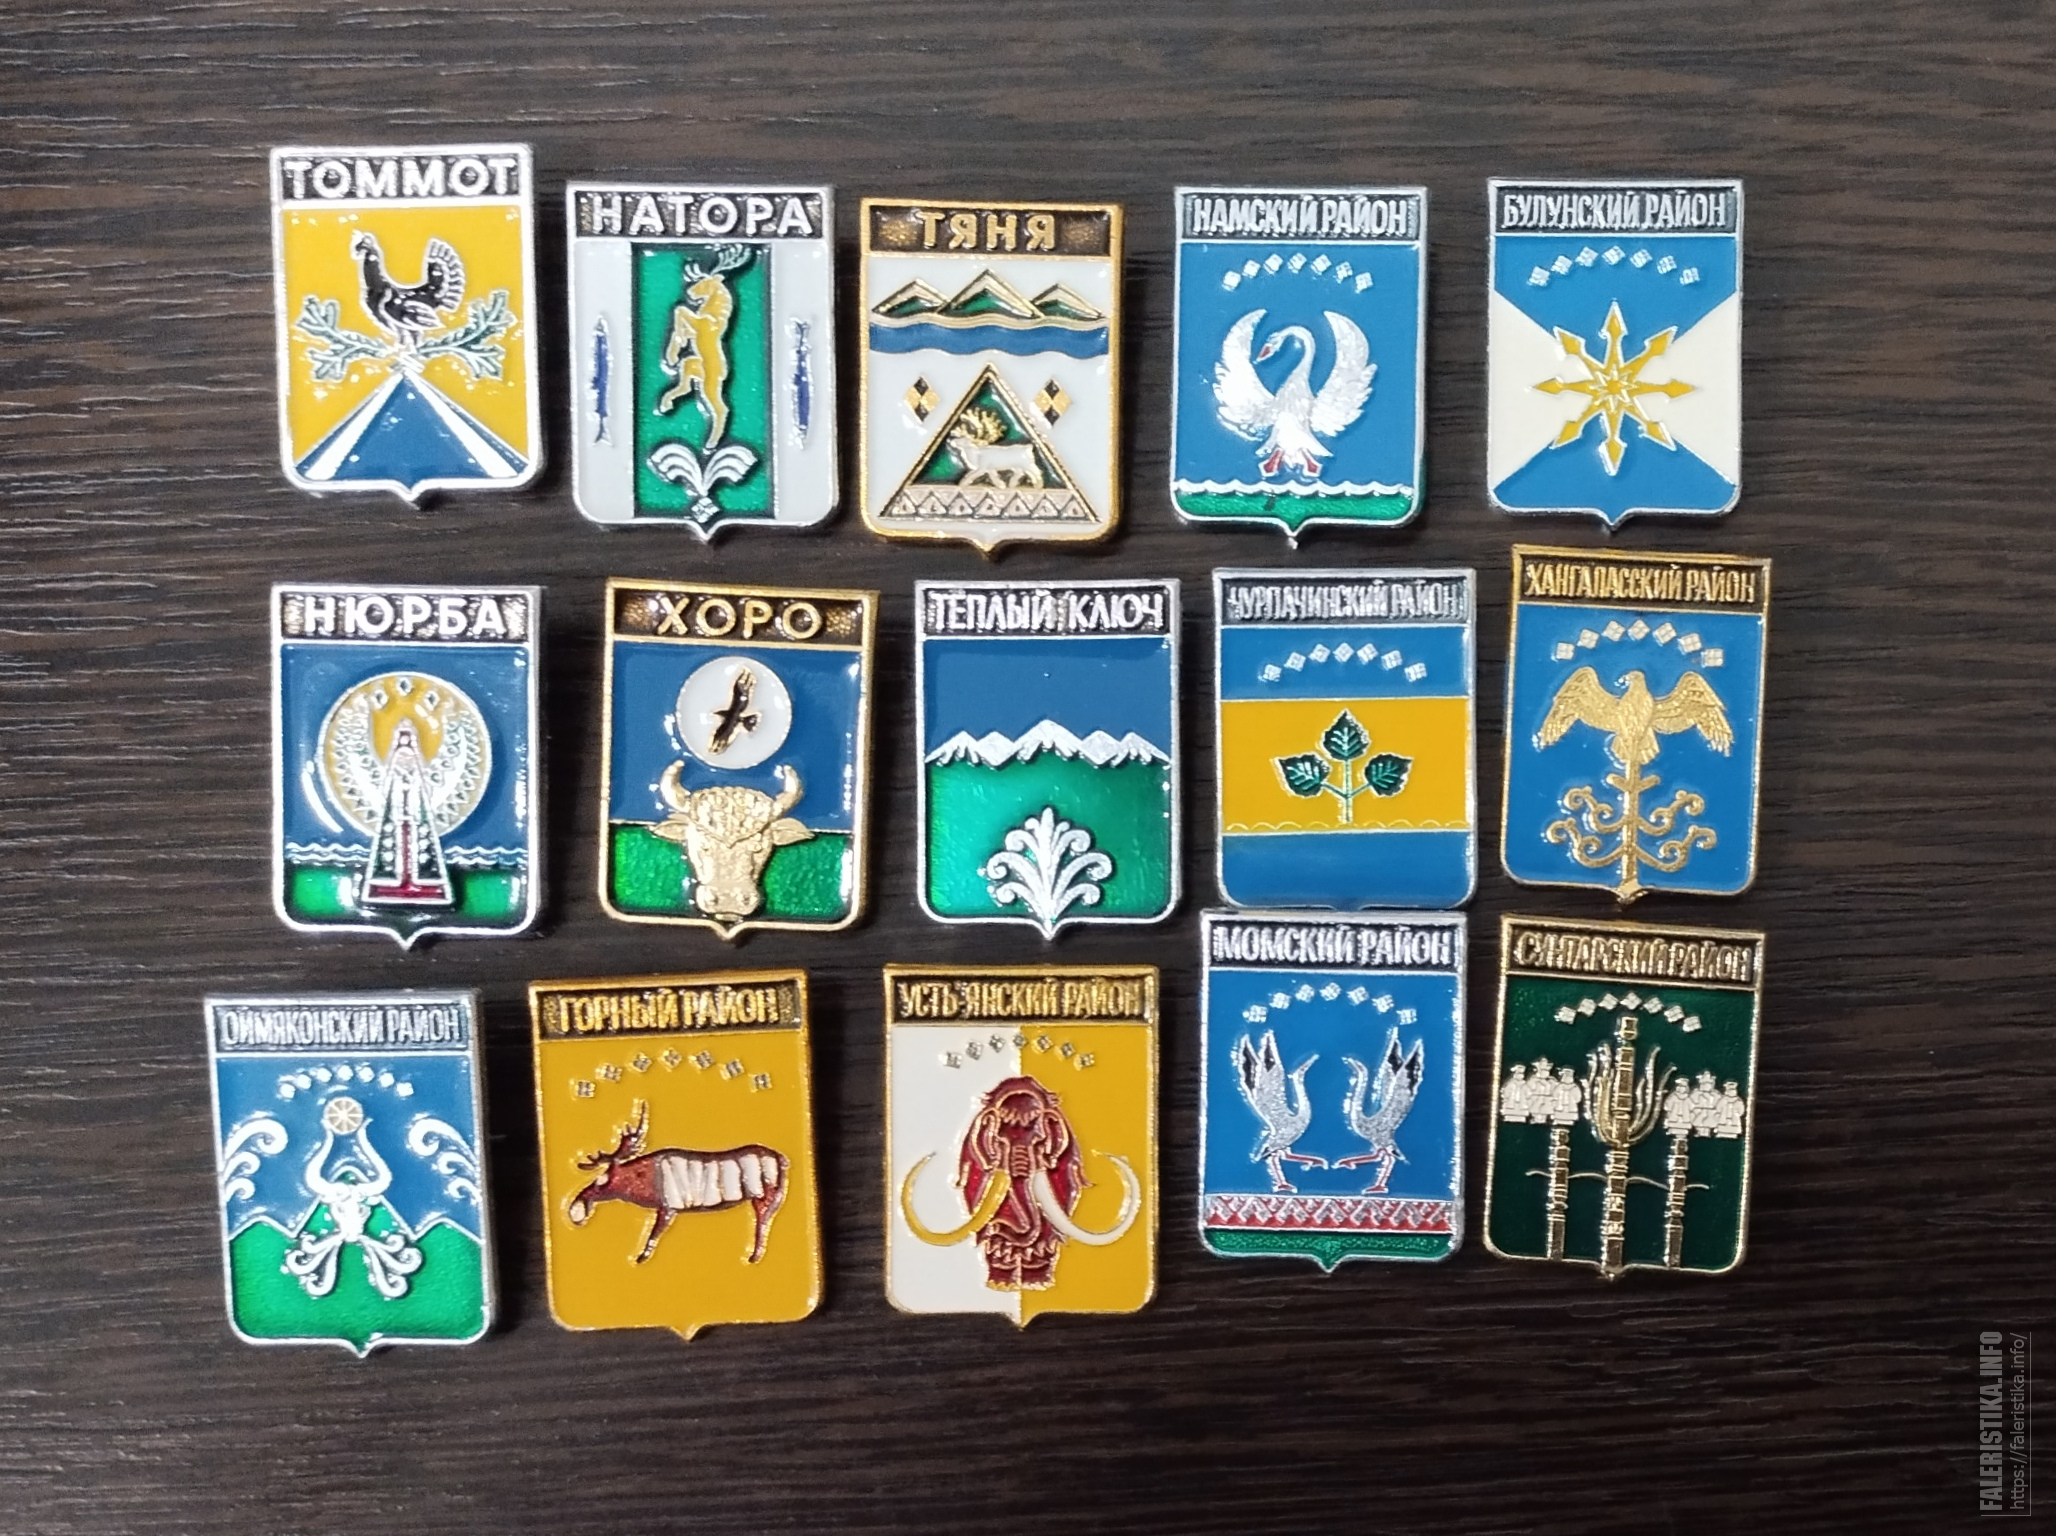 ТОММОТ
НАТОРА
ТЯНЯ
НАМСКИЙ РАЙОН
БУЛУНСКИЙ РАЙОН
НЮРБА
ХОРО
ТЕПЛЫЙ КЛЮЧ
ЧУРПАЧИНСКИЙ РАЙОН
ХАНГАЛАССКИЙ РАЙОН
ОЙМЯКОНСКИЙ РАЙОН
ГОРНЫЙ РАЙОН
УСТЬ-ЯНСКИЙ РАЙОН
МОМСКИЙ РАЙОН
СУНТАРСКИЙ РАЙОН
FALERISTIKA.INFO
https://faleristika.info/